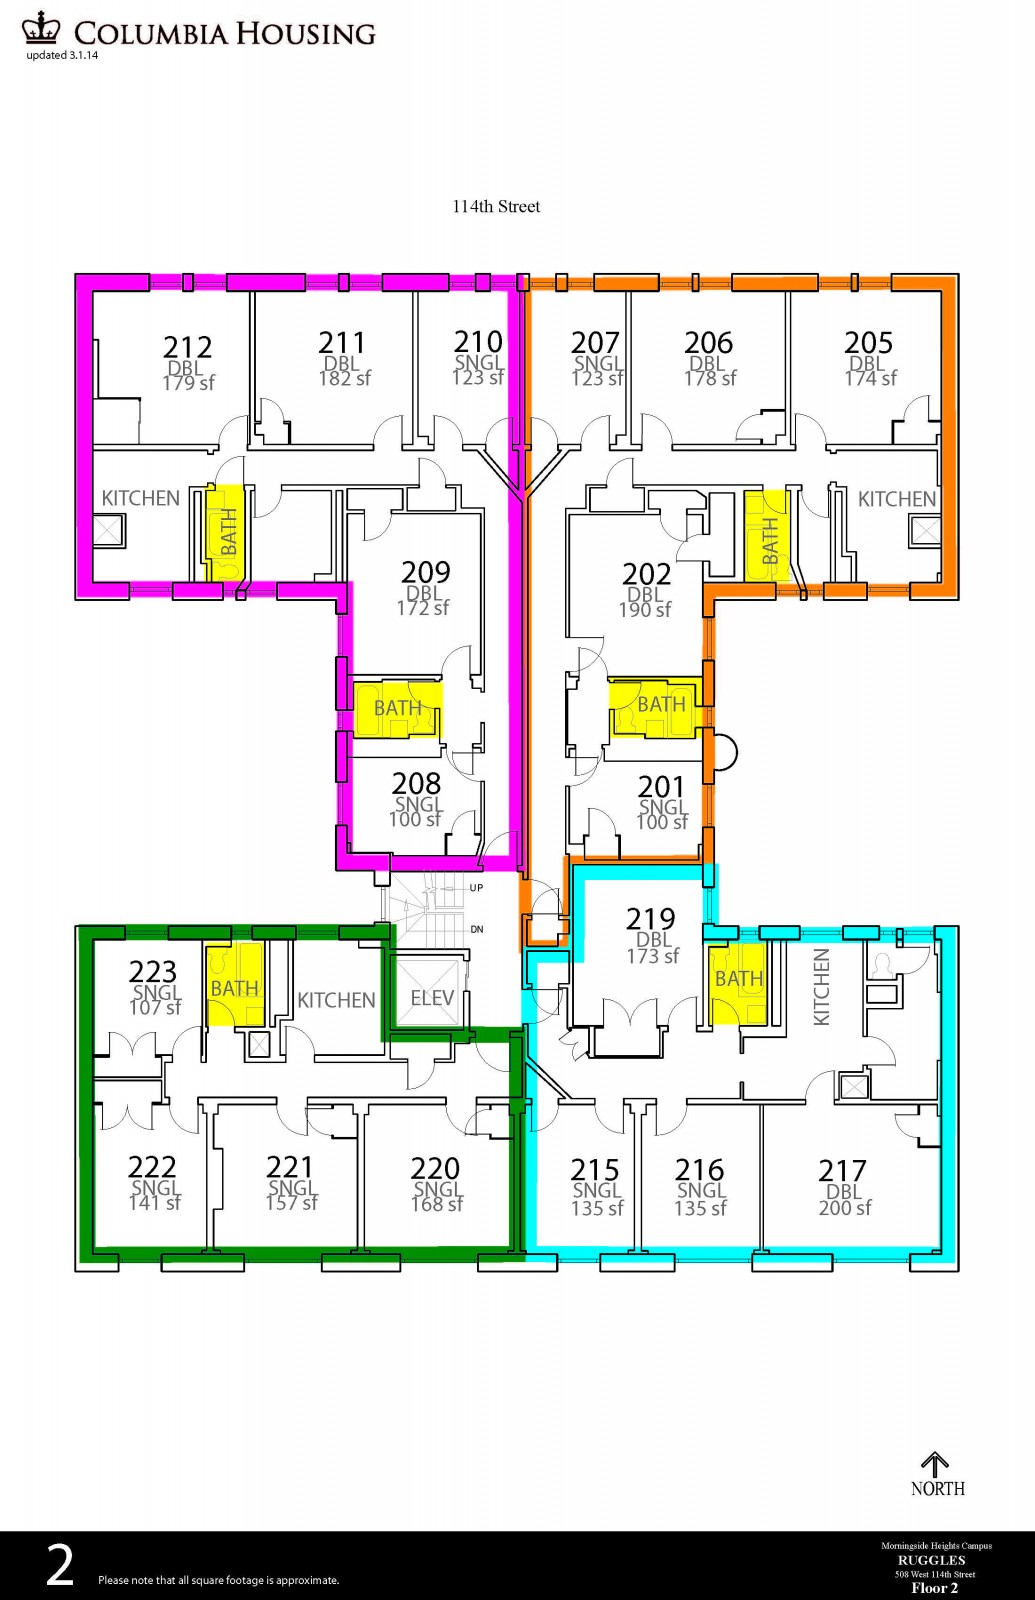 COLUMBIA HOUSING
updated 3.1.14
114th Street
212
DBL
179 sf
211
DBL
182 sf
210
SNGL
123 sf
207
SNGL
123 sf
206
DBL
178 sf
205
DBL
174 sf
KITCHEN
BATH
209
DBL
172 sf
202
DBL
190 sf
BATH
KITCHEN
BATH
BATH
208
SNGL
100 sf
201
SNGL
100 sf
UP
DN
219
DBL
173 sf
223
SNGL
107 sf
BATH
KITCHEN
ELEV
BATH
KITCHEN
222
SNGL
141 sf
221
SNGL
157 sf
220
SNGL
168 sf
215
SNGL
135 sf
216
SNGL
135 sf
217
DBL
200 sf
NORTH
2
Please note that all square footage is approximate.
Morningside Heights Campus
RUGGLES
508 West 114th Street
Floor 2